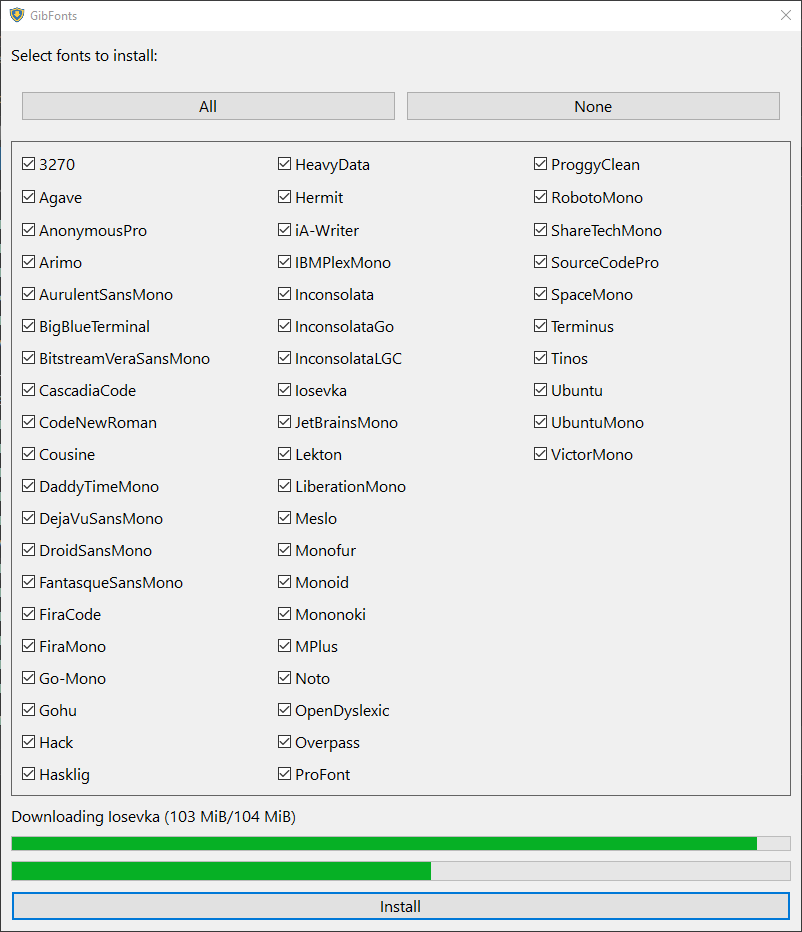 GibFonts
Select fonts to install:
All
None
3270
Agave
AnonymousPro
Arimo
AurulentSansMono
BigBlueTerminal
BitstreamVeraSansMono
CascadiaCode
CodeNewRoman
Cousine
DaddyTimeMono
DejaVuSansMono
DroidSansMono
FantasqueSansMono
FiraCode
FiraMono
Go-Mono
Gohu
Hack
Hasklig
HeavyData
Hermit
iA-Writer
IBMPlexMono
Inconsolata
InconsolataGo
InconsolataLGC
Iosevka
JetBrainsMono
Lekton
LiberationMono
Meslo
Monofur
Monoid
Mononoki
MPlus
Noto
OpenDyslexic
Overpass
ProFont
ProggyClean
RobotoMono
ShareTechMono
SourceCodePro
SpaceMono
Terminus
Tinos
Ubuntu
UbuntuMono
VictorMono
Downloading Iosevka (103 MiB/104 MiB)
Install